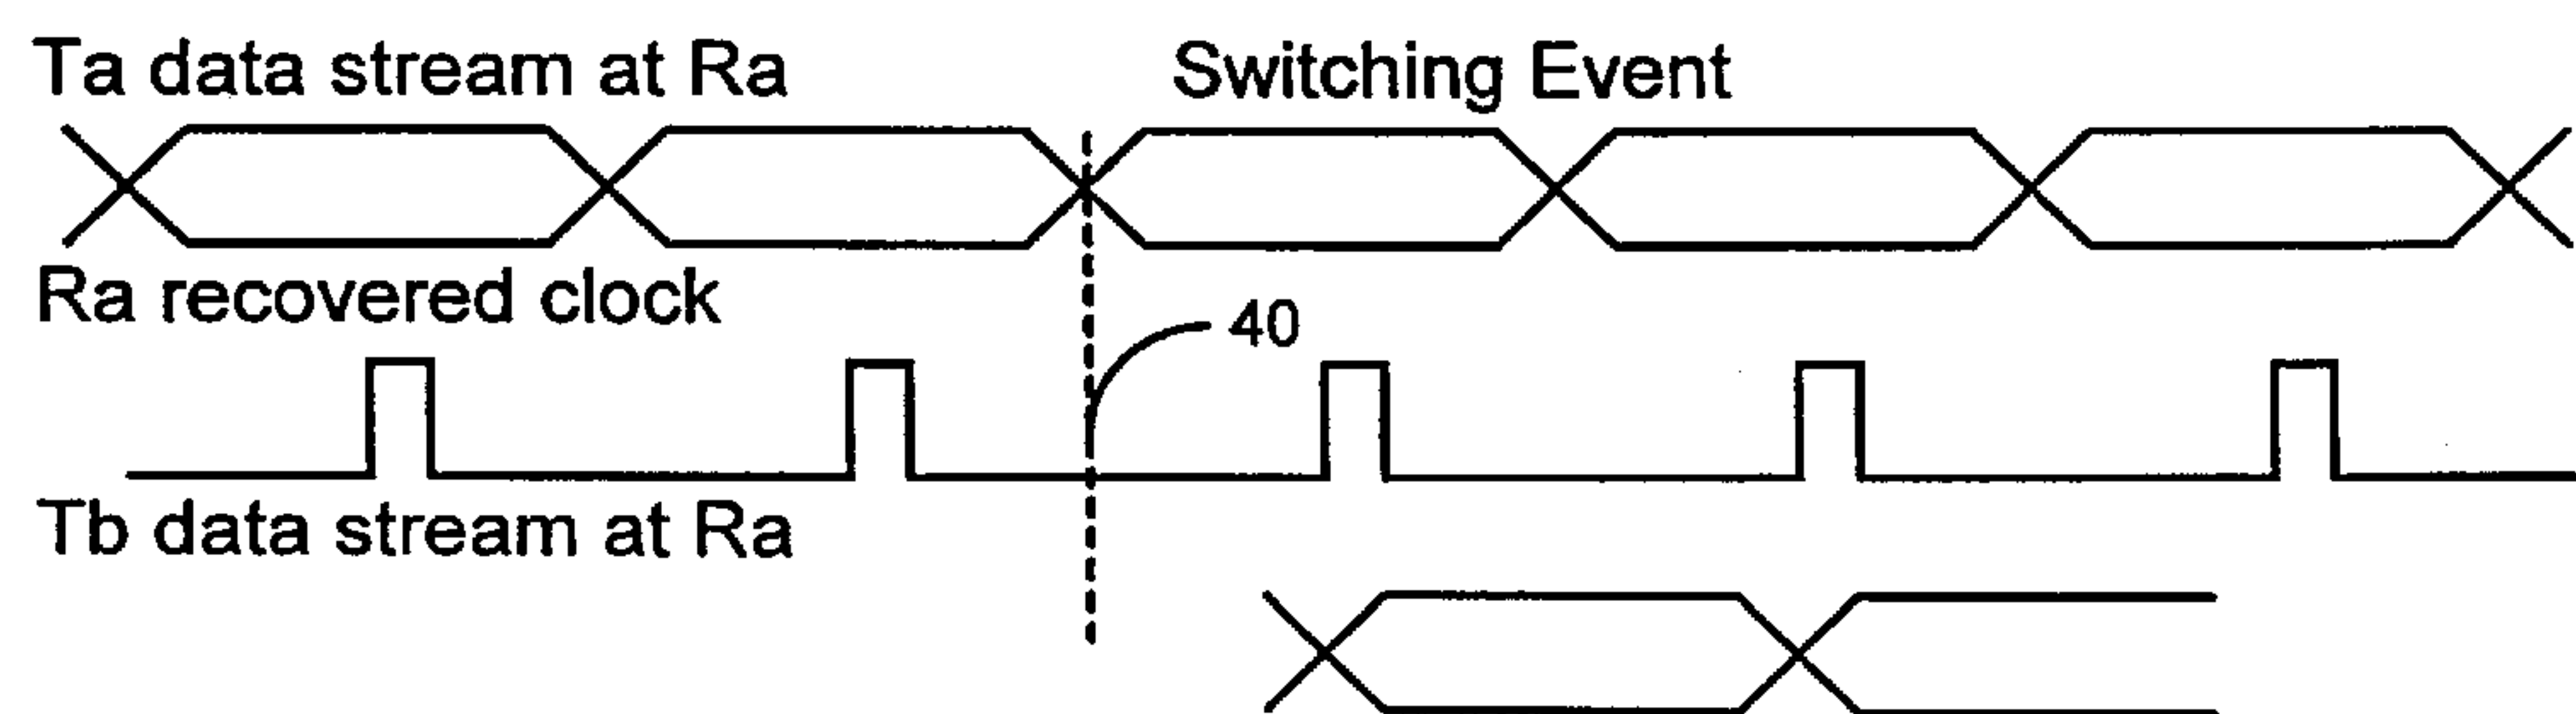 Ta data stream at Ra
Switching Event
Ra recovered clock
40
Tb data stream at Ra